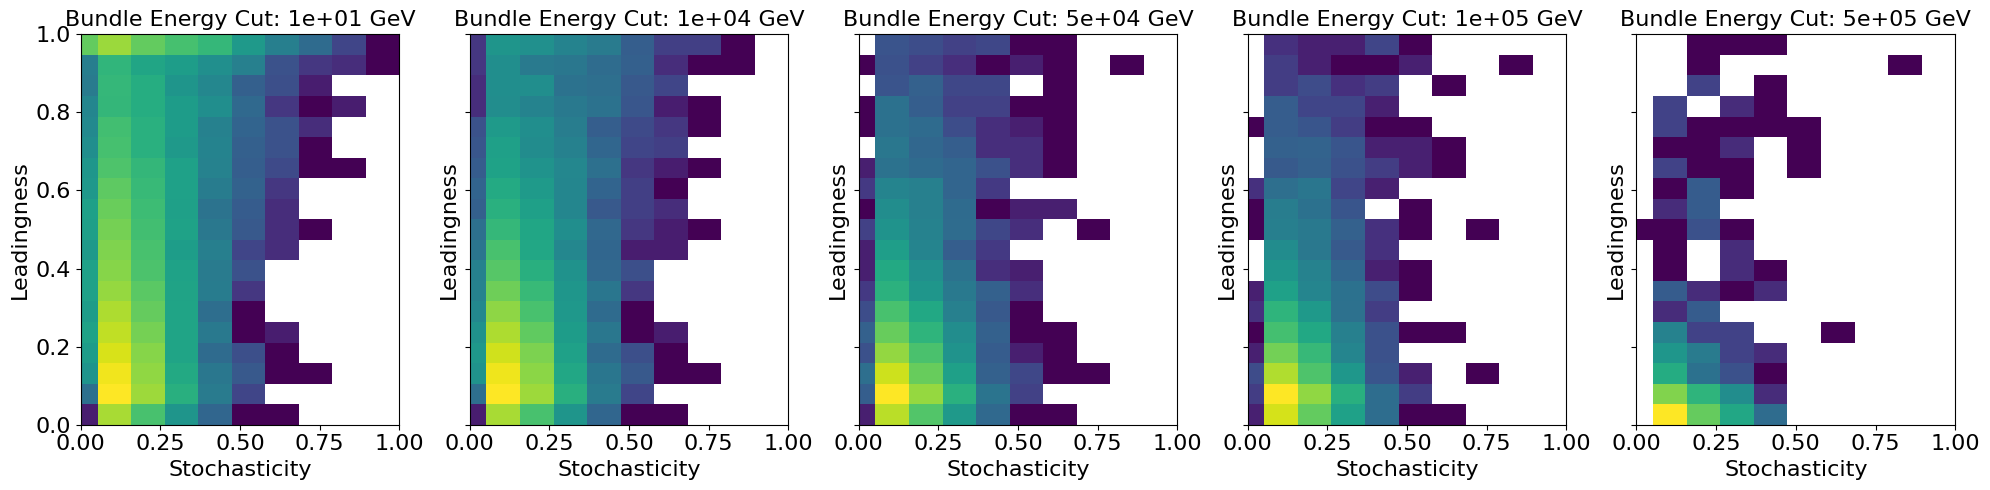 Bundle Energy Cut: 1e+01 GeV
Bundle Energy Cut: 1e+04 GeV
Bundle Energy Cut: 5e+04 GeV
Bundle Energy Cut: 1e+05 GeV
Bundle Energy Cut: 5e+05 GeV
1.0
0.8
0.6
0.4
0.2
0.0
Leadingness
Leadingness
Leadingness
Leadingness
Leadingness
0.00 0.25 0.50 0.75 1.00
0.00 0.25 0.50 0.75 1.00
0.00 0.25 0.50 0.75 1.00
0.00 0.25 0.50 0.75 1.00
0.00 0.25 0.50 0.75 1.00
Stochasticity
Stochasticity
Stochasticity
Stochasticity
Stochasticity